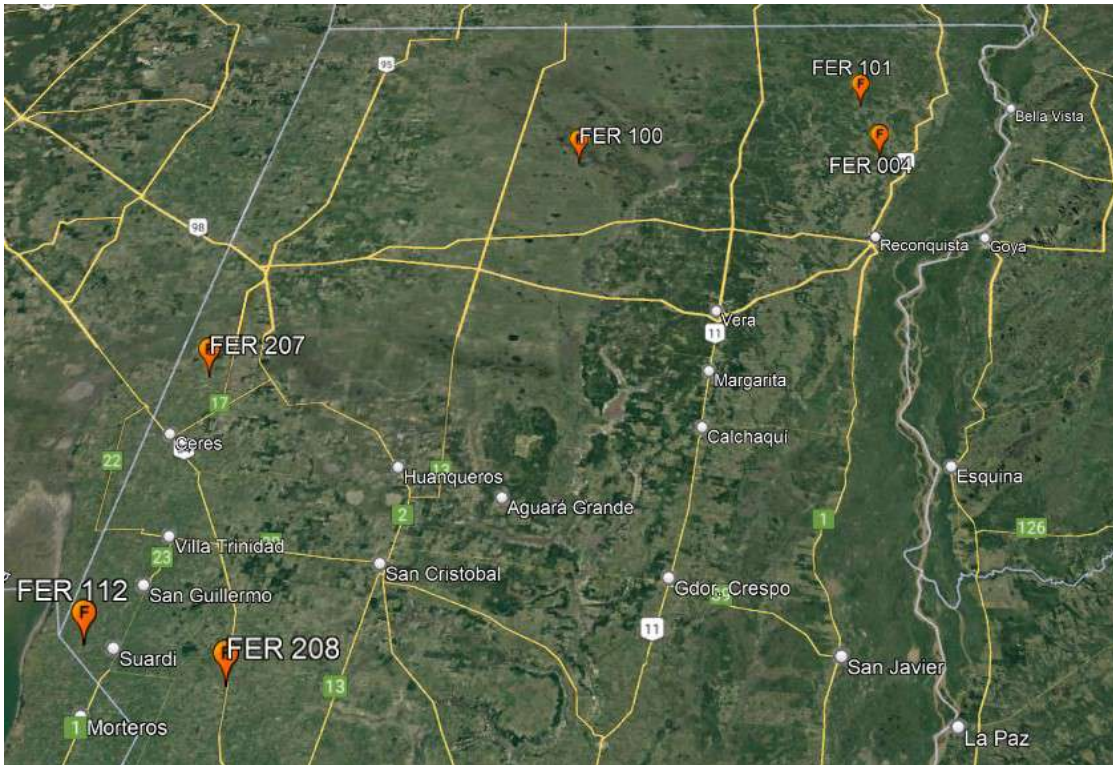 95
FER 101
F
FER 100
F
Bella Vista
FER 004
98
Reconquista
Goya
Vera
11
FER 207
Margarita
17
Ceres
Calchaquí
22
Huanqueros
13
Esquina
Aguará Grande
2
1
126
Villa Trinidad
23
San Cristobal
San Guillermo
Gdor. Crespo
FER 112
F
11
FER 208
Suardi
San Javier
13
1
Morteros
La Paz